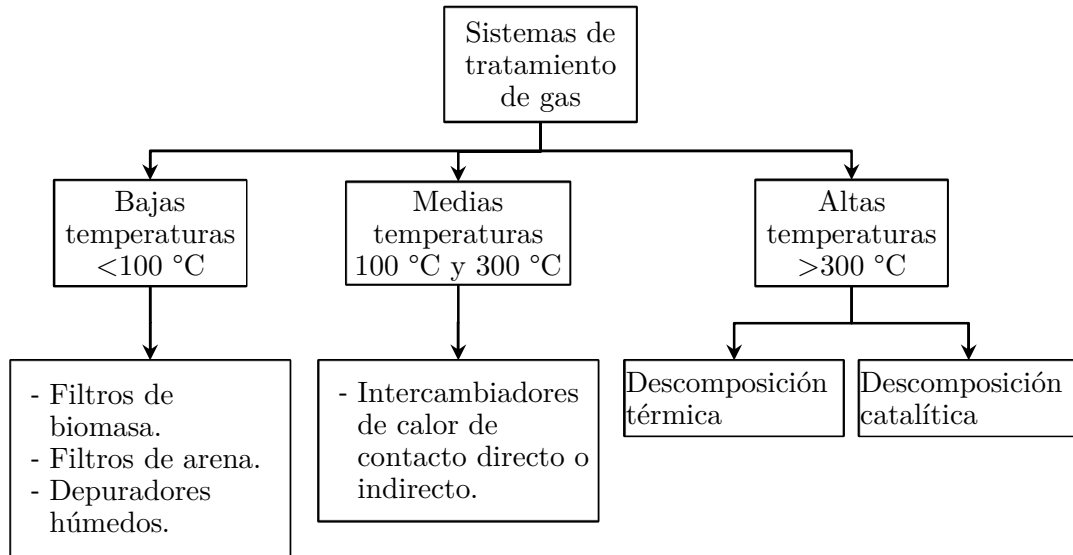 Sistemas de
tratamiento
de gas
Bajas
temperaturas
<100 °C
Medias
temperaturas
100 °C y 300 °C
Altas
temperaturas
>300 °C
- Filtros de
biomasa.
- Filtros de arena.
- Depuradores
húmedos.
- Intercambiadores
de calor de
contacto directo o
indirecto.
Descomposición
térmica
Descomposición
catalítica